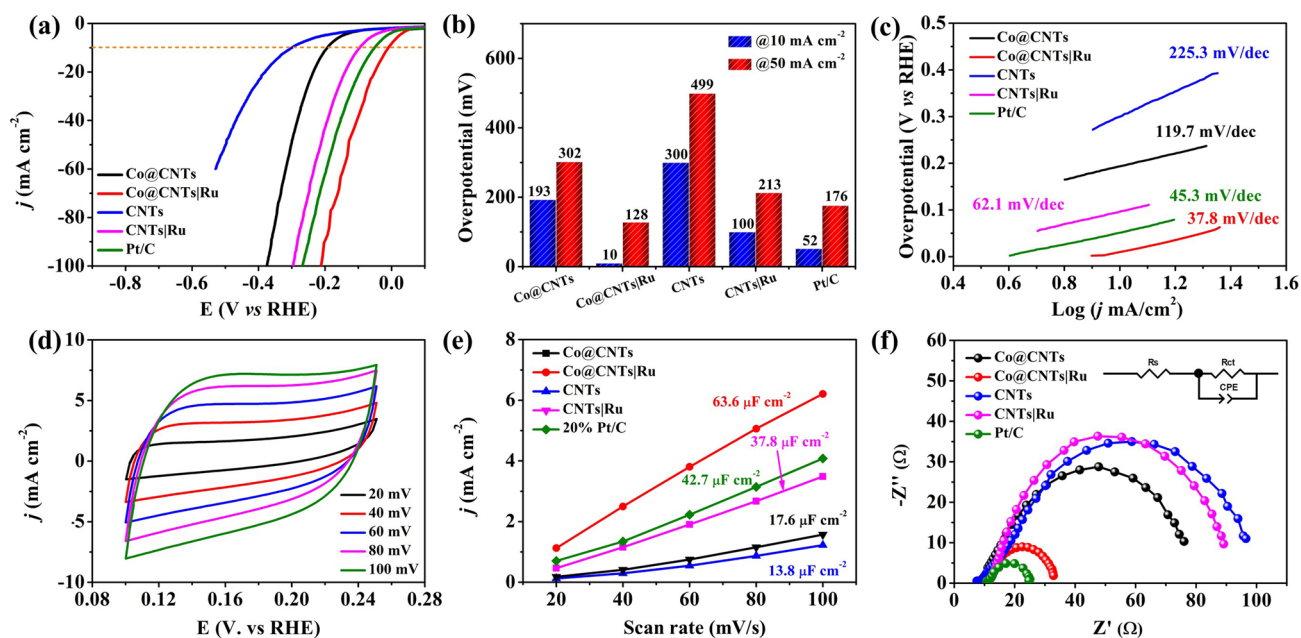 (a)
0
-20
-40
-60
-80
-100
j (mA cm-2)
Co@CNTs
Co@CNTs|Ru
CNTs
CNTs|Ru
Pt/C
-0.8 -0.6 -0.4 -0.2 0.0
E (V vs RHE)
(b)
@10 mA cm-2
@50 mA cm-2
600
400
200
0
Overpotential (mV)
193 302
10 128
300 499
100 213
52 176
Co@CNTs Co@CNTs|Ru CNTs CNTs|Ru Pt/C
(c)
0.5
0.4
0.3
0.2
0.1
0.0
Overpotential (V vs RHE)
Co@CNTs
Co@CNTs|Ru
CNTs
CNTs|Ru
Pt/C
225.3 mV/dec
119.7 mV/dec
62.1 mV/dec
45.3 mV/dec
37.8 mV/dec
0.4 0.6 0.8 1.0 1.2 1.4 1.6
Log (j mA/cm2)
(d)
10
5
0
-5
-10
j (mA cm-2)
20 mV
40 mV
60 mV
80 mV
100 mV
0.08 0.12 0.16 0.20 0.24 0.28
E (V. vs RHE)
(e)
8
6
4
2
0
j (mA cm-2)
Co@CNTs
Co@CNTs|Ru
CNTs
CNTs|Ru
20% Pt/C
63.6 μF cm-2
37.8 μF cm-2
42.7 μF cm-2
17.6 μF cm-2
13.8 μF cm-2
20 40 60 80 100
Scan rate (mV/s)
(f)
60
50
40
30
20
10
0
-Z'' (Ω)
Co@CNTs
Co@CNTs|Ru
CNTs
CNTs|Ru
Pt/C
Rs Rct
CPE
0 20 40 60 80 100
Z' (Ω)